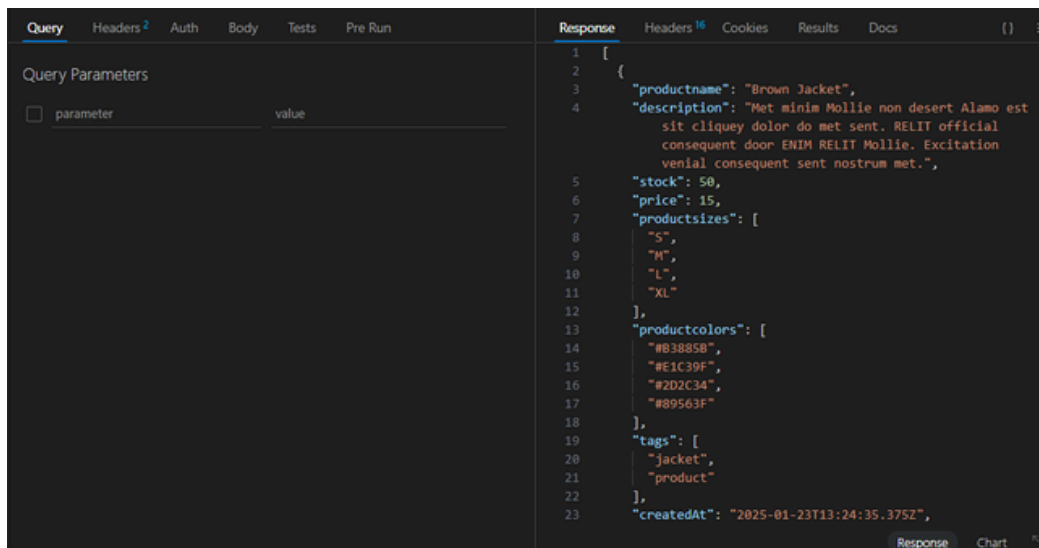 Query Headers 2 Auth Body Tests Pre Run
Query Parameters
parameter value
Response Headers 16 Cookies Results Docs {}
1 [
2 {
3 "productname": "Brown Jacket",
4 "description": "Met minim Mollie non desert Alamo est
sit cliquey dolor do met sent. RELIT official
consequent door ENIM RELIT Mollie. Excitation
venial consequent sent nostrum met.",
5 "stock": 50,
6 "price": 15,
7 "productsizes": [
8 "S",
9 "M",
10 "L",
11 "XL"
12 ],
13 "productcolors": [
14 "#B3885B",
15 "#E1C39F",
16 "#2D2C34",
17 "#89563F"
18 ],
19 "tags": [
20 "jacket",
21 "product"
22 ],
23 "createdAt": "2025-01-23T13:24:35.375Z",
Response Chart